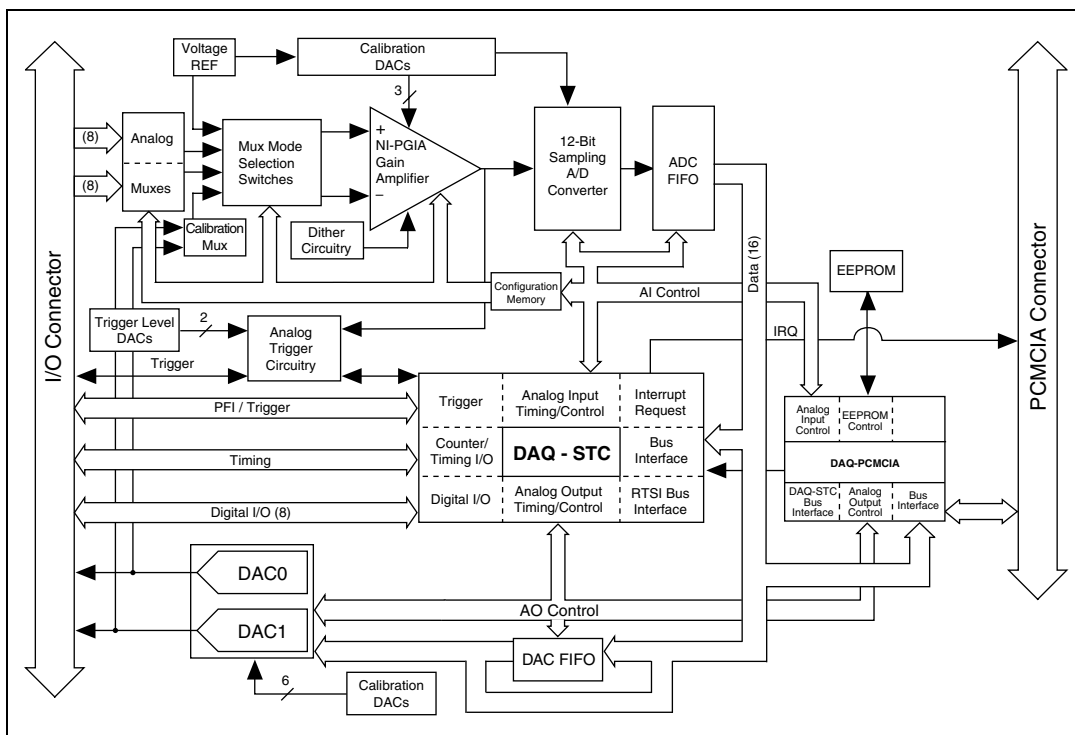 Voltage
REF
Calibration
DACs
3
(8)
(8)
Analog
Muxes
Mux Mode
Selection
Switches
+
NI-PGIA
Gain
Amplifier
–
12-Bit
Sampling
A/D
Converter
ADC
FIFO
Calibration
Mux
Dither
Circuitry
Data (16)
EEPROM
Configuration
Memory
AI Control
I/O Connector
PCMCIA Connector
Trigger Level
DACs
2
Analog
Trigger
Circuitry
IRQ
Trigger
PFI / Trigger
Timing
Digital I/O (8)
Trigger
Analog Input
Timing/Control
Interrupt
Request
Counter/
Timing I/O
DAQ - STC
Bus
Interface
Digital I/O
Analog Output
Timing/Control
RTSI Bus
Interface
Analog
Input
Control
EEPROM
Control
DAQ-PCMCIA
DAQ-STC
Bus
Interface
Analog
Output
Control
Bus
Interface
DAC0
DAC1
AO Control
DAC FIFO
6
Calibration
DACs